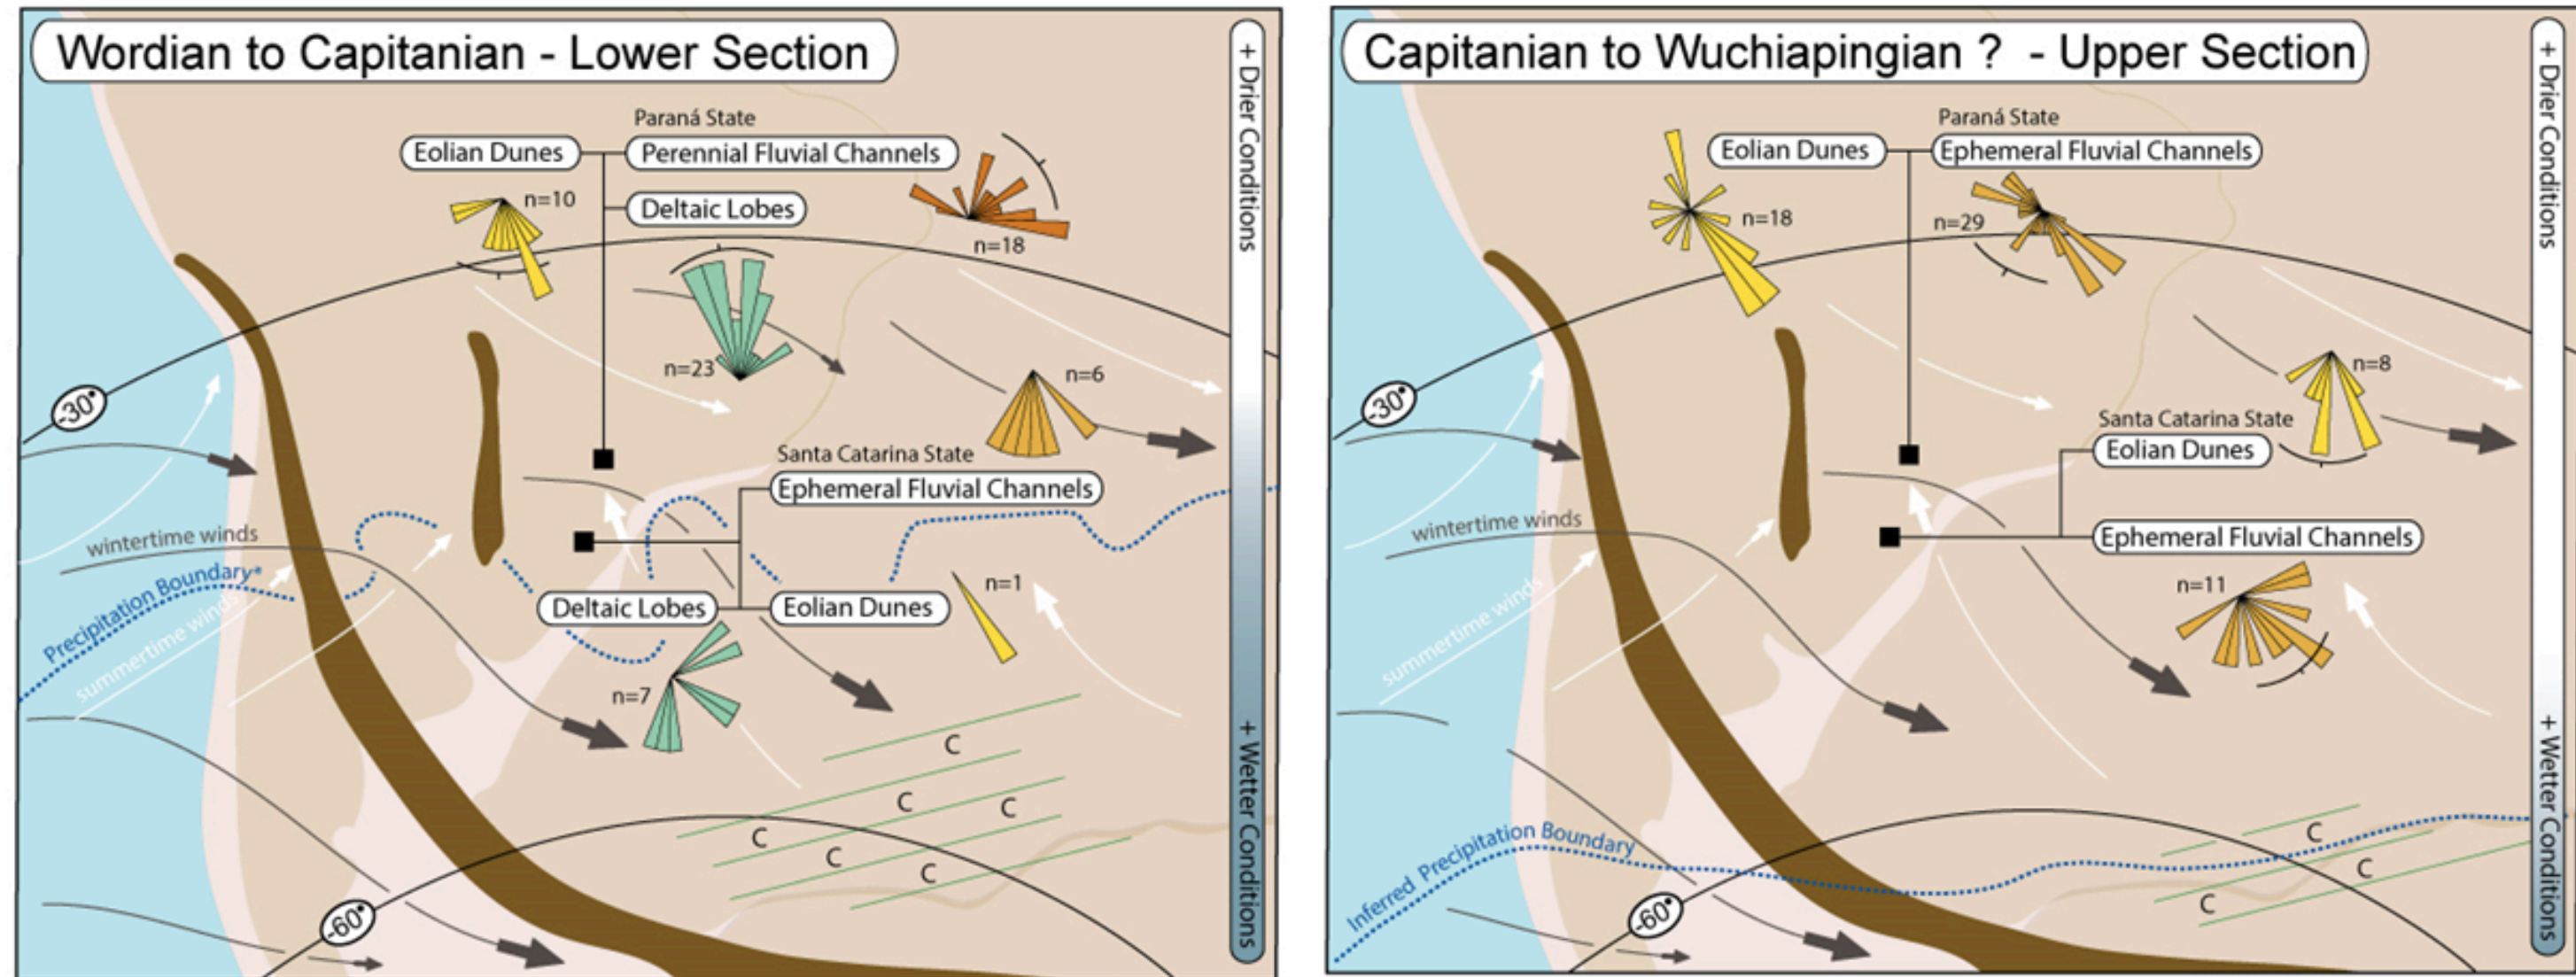 Wordian to Capitanian - Lower Section
+ Drier Conditions
Paraná State
Eolian Dunes
Perennial Fluvial Channels
n=10
Deltaic Lobes
n=18
n=23
n=6
-30°
Santa Catarina State
Ephemeral Fluvial Channels
wintertime winds
Precipitation Boundary*
summertime winds
n=1
Deltaic Lobes
Eolian Dunes
n=7
C
C
C
C
C
C
-60°
+ Wetter Conditions
Capitanian to Wuchiapingian ? - Upper Section
+ Drier Conditions
Paraná State
Eolian Dunes
Ephemeral Fluvial Channels
n=18
n=29
n=8
-30°
Santa Catarina State
Eolian Dunes
wintertime winds
Ephemeral Fluvial Channels
summertime winds
n=11
Inferred Precipitation Boundary
C
C
C
-60°
+ Wetter Conditions